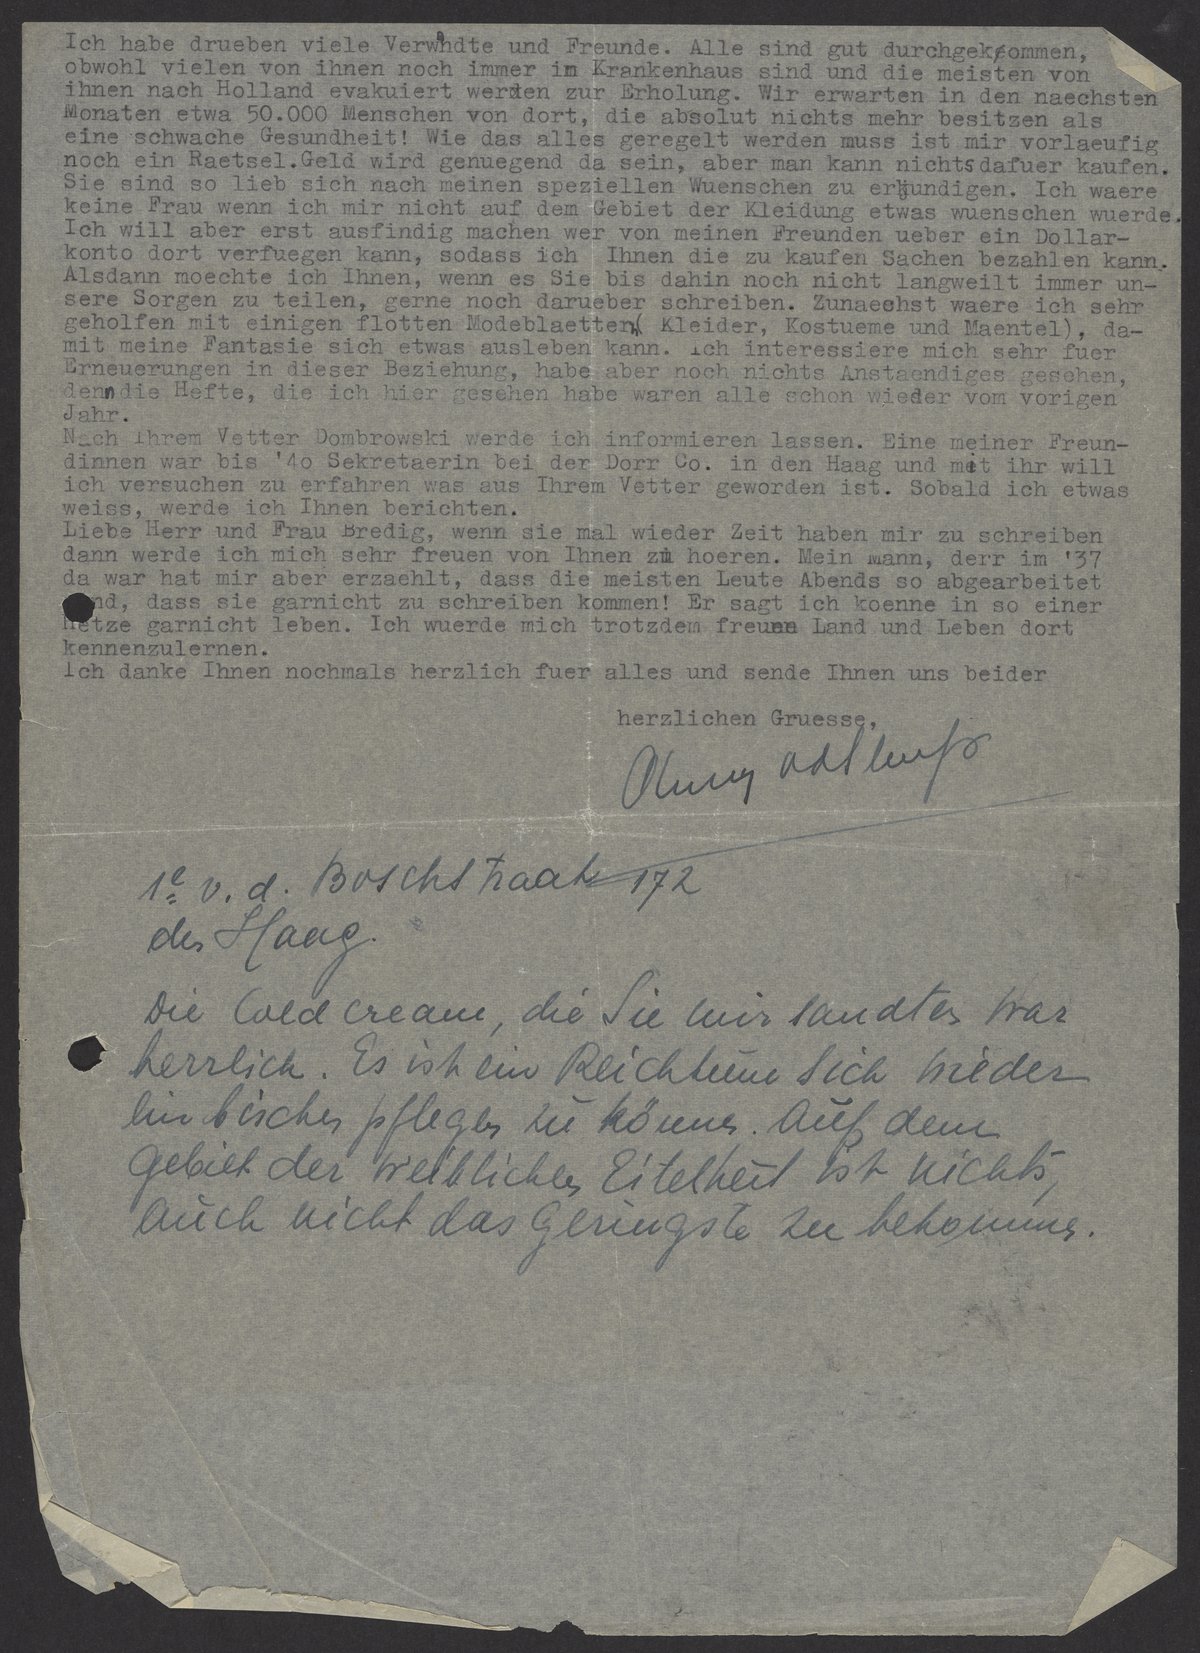 Ich habe drueben viele Verwandte und Freunde. Alle sind gut durchgekommen,
obwohl vielen von ihnen noch immer im Krankenhaus sind und die meisten von
ihnen nach Holland evakuiert werden zur Erholung. Wir erwarten in den naechsten
Monaten etwa 50.000 Menschen von dort, die absolut nichts mehr besitzen als
eine schwache Gesundheit! Wie das alles geregelt werden muss ist mir vorlaeufig
noch ein Raetsel.Geld wird genuegend da sein, aber man kann nichts dafuer kaufen.
Sie sind so lieb sich nach meinen speziellen Wuenschen zu erkundigen. Ich waere
keine Frau wenn ich mir nicht auf dem Gebiet der Kleidung etwas wuenschen wuerde.
Ich will aber erst ausfindig machen wer von meinen Freunden ueber ein Dollar-
konto dort verfuegen kann, sodass ich Ihnen die zu kaufen Sachen bezahlen kann.
Alsdann moechte ich Ihnen, wenn es Sie bis dahin noch nicht langweilt immer un-
sere Sorgen zu teilen, gerne noch darueber schreiben. Zunaechst waere ich sehr
geholfen mit einigen flotten Modeblaettern( Kleider, Kostueme und Maentel), da-
mit meine Fantasie sich etwas ausleben kann. Ich interessiere mich sehr fuer
Erneuerungen in dieser Beziehung, habe aber noch nichts Anstaendiges gesehen,
denn die Hefte, die ich hier gesehen habe waren alle schon wieder vom vorigen
Jahr.
Nach Ihrem Vetter Dombrowski werde ich informieren lassen. Eine meiner Freun-
dinnen war bis '4o Sekretaerin bei der Dorr Co. in den Haag und mit ihr will
ich versuchen zu erfahren was aus Ihrem Vetter geworden ist. Sobald ich etwas
weiss, werde ich Ihnen berichten.
Liebe Herr und Frau Bredig, wenn sie mal wieder Zeit haben mir zu schreiben
dann werde ich mich sehr freuen von Ihnen zu hoeren. Mein Mann, derr im '37
da war hat mir aber erzaehlt, dass die meisten Leute Abends so abgearbeitet
sind, dass sie garnicht zu schreiben kommen! Er sagt ich koenne in so einer
Hetze garnicht leben. Ich wuerde mich trotzdem freuen Land und Leben dort
kennenzulernen.
Ich danke Ihnen nochmals herzlich fuer alles und sende Ihnen uns beider
herzlichen Gruesse,
1e v. d. Boschstraat 172
den Haag.
Die Coldcream, die Sie mir sandten war
herrlich. Es ist ein Reichtum sich wieder
ein bischen pflegen zu können. Auf dem
Gebiet der weiblichen Eitelkeit ist nichts,
auch nicht das Geringste zu bekommen.